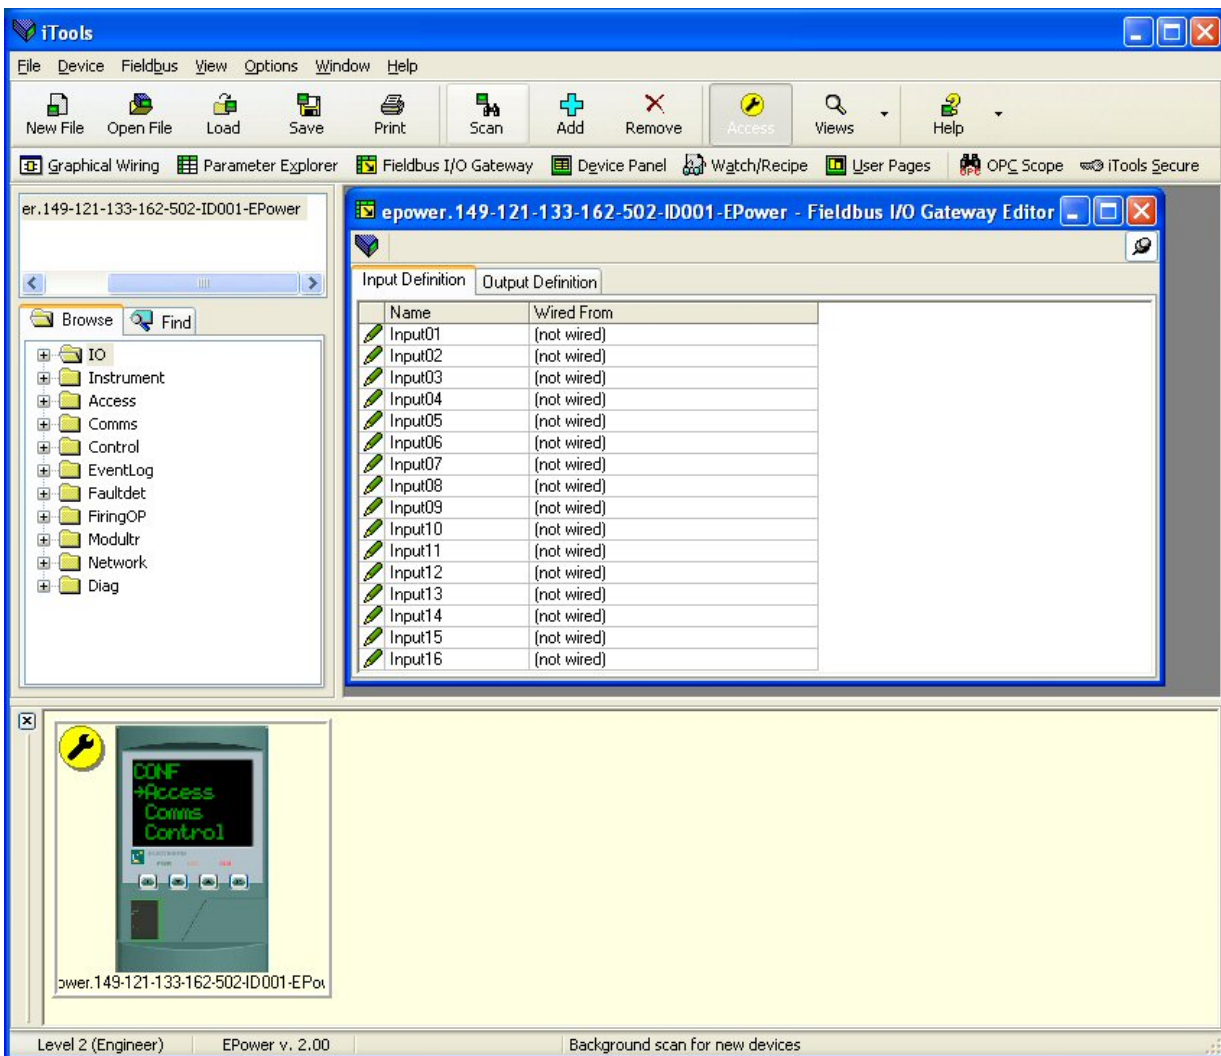 iTools
File Device Fieldbus View Options Window Help
New File Open File Load Save Print Scan Add Remove Access Views Help
Graphical Wiring Parameter Explorer Fieldbus I/O Gateway Device Panel Watch/Recipe User Pages OPC Scope iTools Secure
er.149-121-133-162-502-ID001-EPower
Browse Find
IO
Instrument
Access
Comms
Control
EventLog
Faultdet
FiringOP
Modultr
Network
Diag
epower.149-121-133-162-502-ID001-EPower - Fieldbus I/O Gateway Editor
Input Definition Output Definition
Name Wired From
Input01 (not wired)
Input02 (not wired)
Input03 (not wired)
Input04 (not wired)
Input05 (not wired)
Input06 (not wired)
Input07 (not wired)
Input08 (not wired)
Input09 (not wired)
Input10 (not wired)
Input11 (not wired)
Input12 (not wired)
Input13 (not wired)
Input14 (not wired)
Input15 (not wired)
Input16 (not wired)
CONF
→Access
Comms
Control
ower.149-121-133-162-502-ID001-EPow
Level 2 (Engineer) EPower v. 2.00 Background scan for new devices